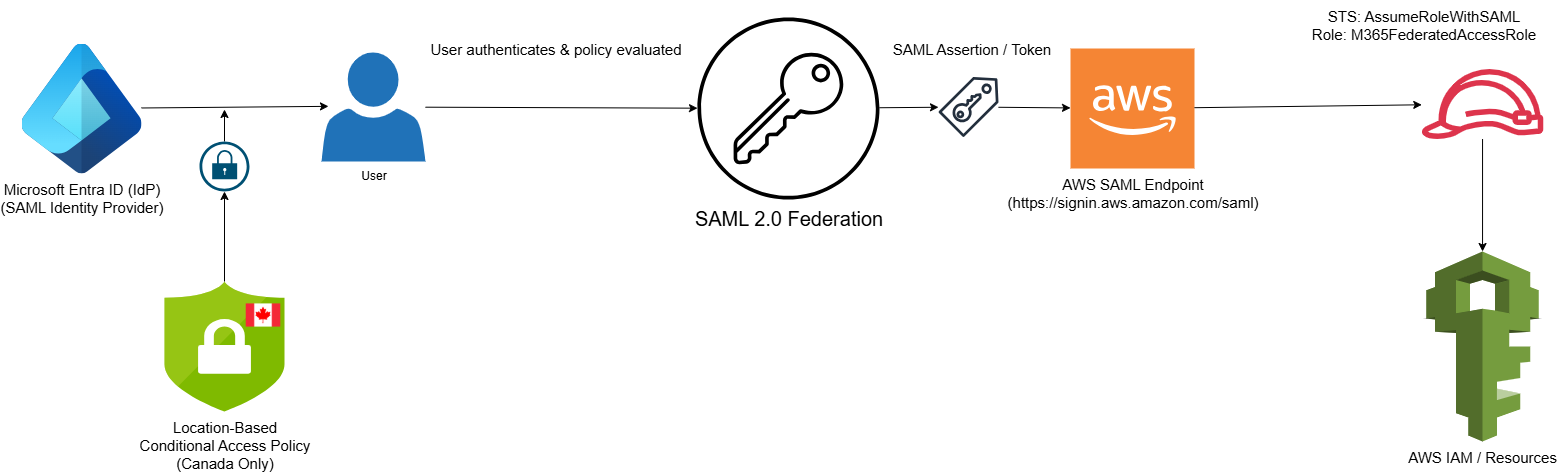 STS: AssumeRoleWithSAML
Role: M365FederatedAccessRole
User authenticates & policy evaluated
SAML Assertion / Token
aws
Microsoft Entra ID (IdP)
(SAML Identity Provider)
User
SAML 2.0 Federation
AWS SAML Endpoint
(https://signin.aws.amazon.com/saml)
Location-Based
Conditional Access Policy
(Canada Only)
AWS IAM / Resources